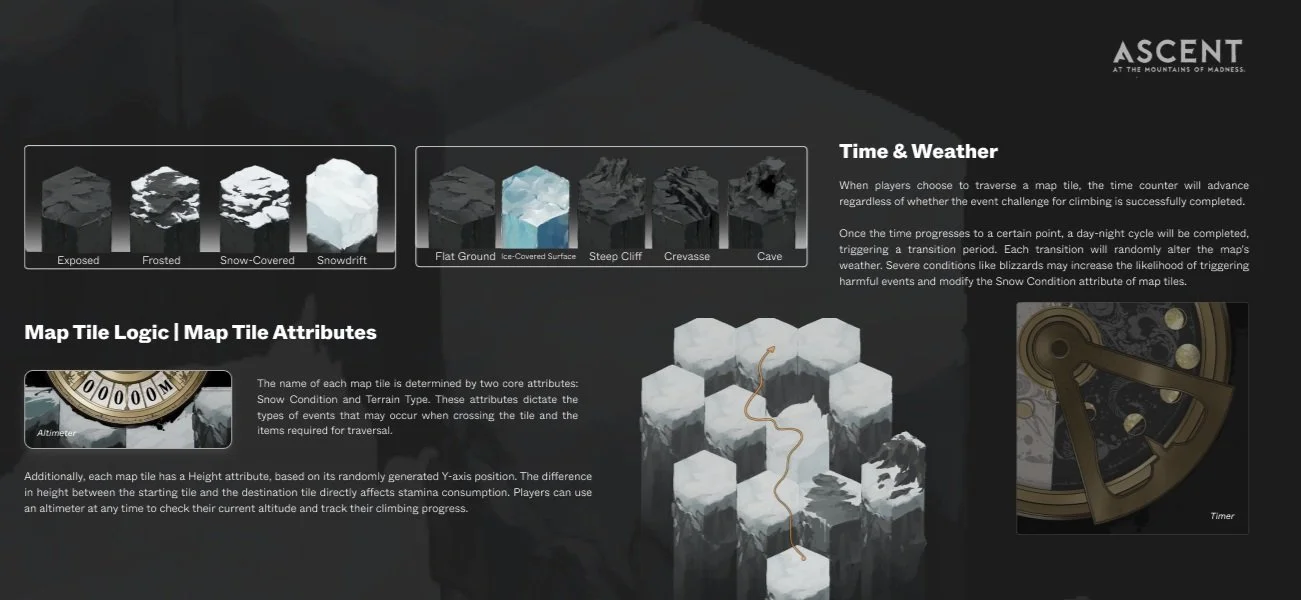 ASCENT
AT THE MOUNTAINS OF MADNESS.
Exposed
Frosted
Snow-Covered
Snowdrift
Flat Ground
Ice-Covered Surface
Steep Cliff
Crevasse
Cave
Time & Weather
When players choose to traverse a map tile, the time counter will advance
regardless of whether the event challenge for climbing is successfully completed.
Once the time progresses to a certain point, a day-night cycle will be completed,
triggering a transition period. Each transition will randomly alter the map's
weather. Severe conditions like blizzards may increase the likelihood of triggering
harmful events and modify the Snow Condition attribute of map tiles.
Map Tile Logic | Map Tile Attributes
00000M
Altimeter
The name of each map tile is determined by two core attributes:
Snow Condition and Terrain Type. These attributes dictate the
types of events that may occur when crossing the tile and the
items required for traversal.
Additionally, each map tile has a Height attribute, based on its randomly generated Y-axis position. The difference
in height between the starting tile and the destination tile directly affects stamina consumption. Players can use
an altimeter at any time to check their current altitude and track their climbing progress.
Timer